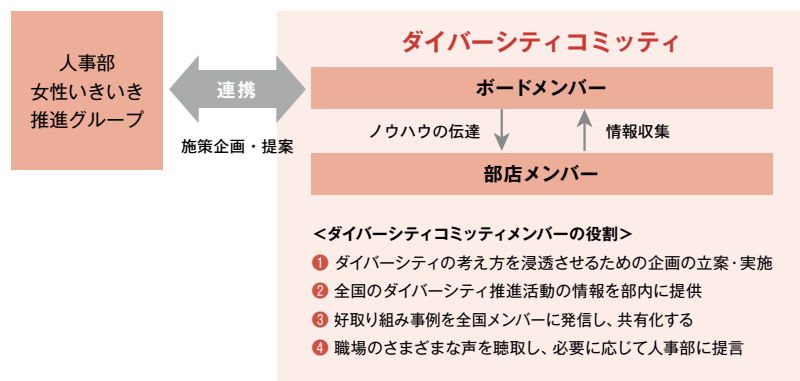 人事部
女性いきいき
推進グループ
連携
施策企画・提案
ダイバーシティコミッティ
ボードメンバー
ノウハウの伝達
情報収集
部店メンバー
<ダイバーシティコミッティメンバーの役割>
❶ ダイバーシティの考え方を浸透させるための企画の立案・実施
❷ 全国のダイバーシティ推進活動の情報を部内に提供
❸ 好取り組み事例を全国メンバーに発信し、共有化する
❹ 職場のさまざまな声を聴取し、必要に応じて人事部に提言